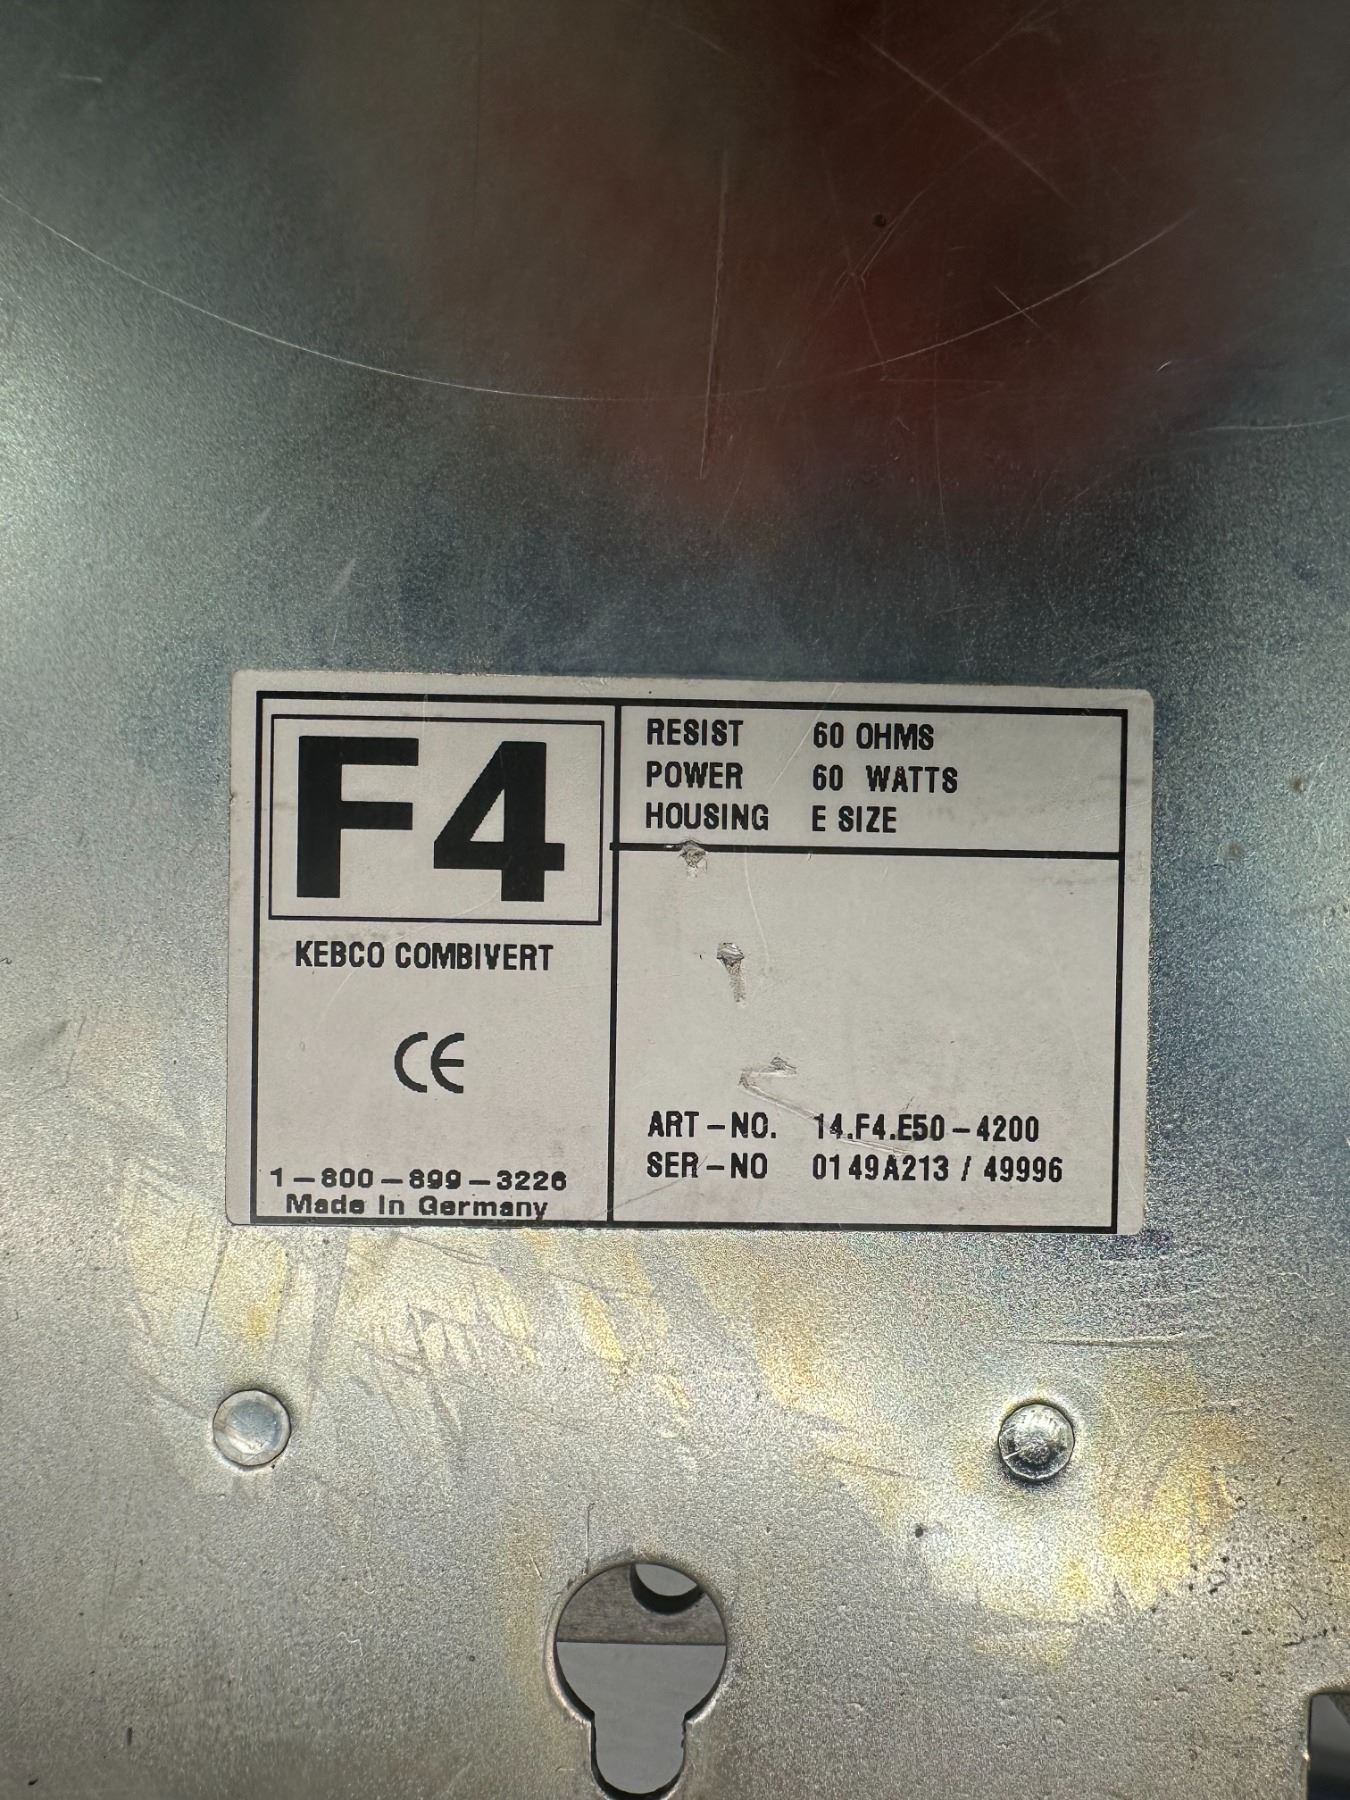 F4
KEBCO COMBIVERT
CE
1-800-899-3226
Made In Germany
RESIST 60 OHMS
POWER 60 WATTS
HOUSING E SIZE
ART-NO. 14.F4.E50-4200
SER-NO 0149A213 / 49996